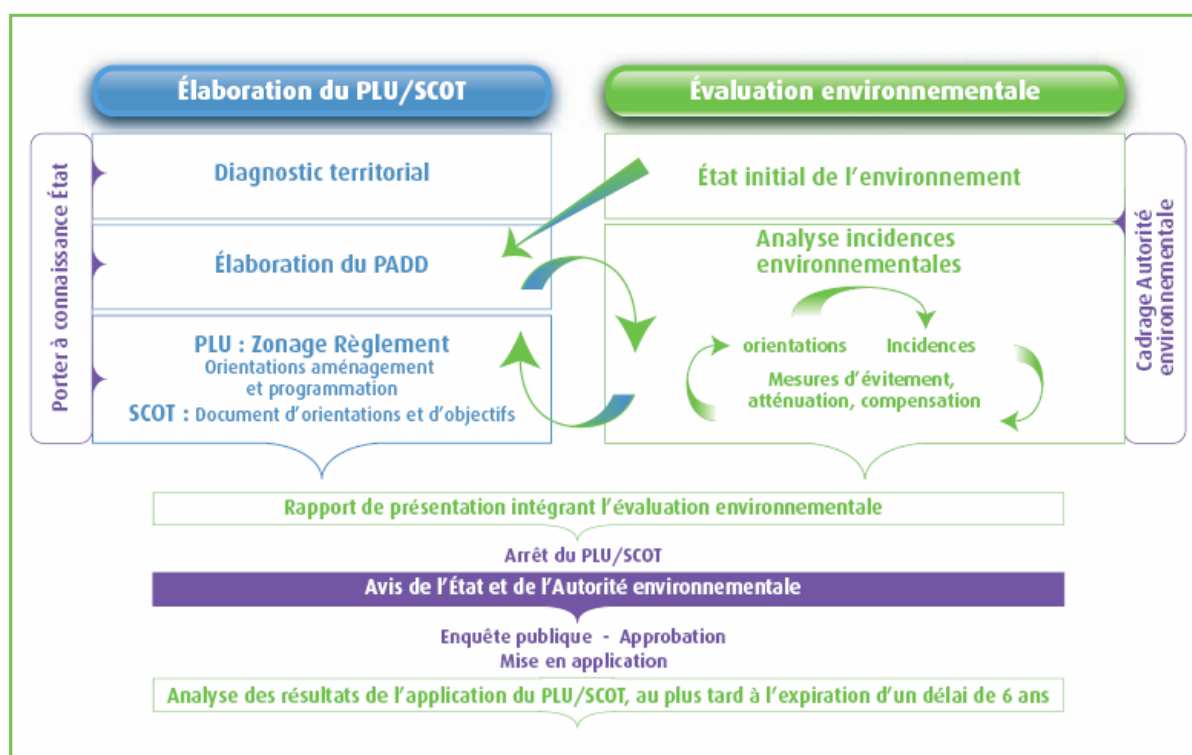 Élaboration du PLU/SCOT
Évaluation environnementale
Porter à connaissance État
Diagnostic territorial
Élaboration du PADD
PLU : Zonage Règlement
Orientations aménagement
et programmation
SCOT : Document d'orientations et d'objectifs
État initial de l'environnement
Analyse incidences
environnementales
orientations
Incidences
Mesures d'évitement,
atténuation, compensation
Cadrage Autorité
environnementale
Rapport de présentation intégrant l'évaluation environnementale
Arrêt du PLU/SCOT
Avis de l'État et de l'Autorité environnementale
Enquête publique - Approbation
Mise en application
Analyse des résultats de l'application du PLU/SCOT, au plus tard à l'expiration d'un délai de 6 ans